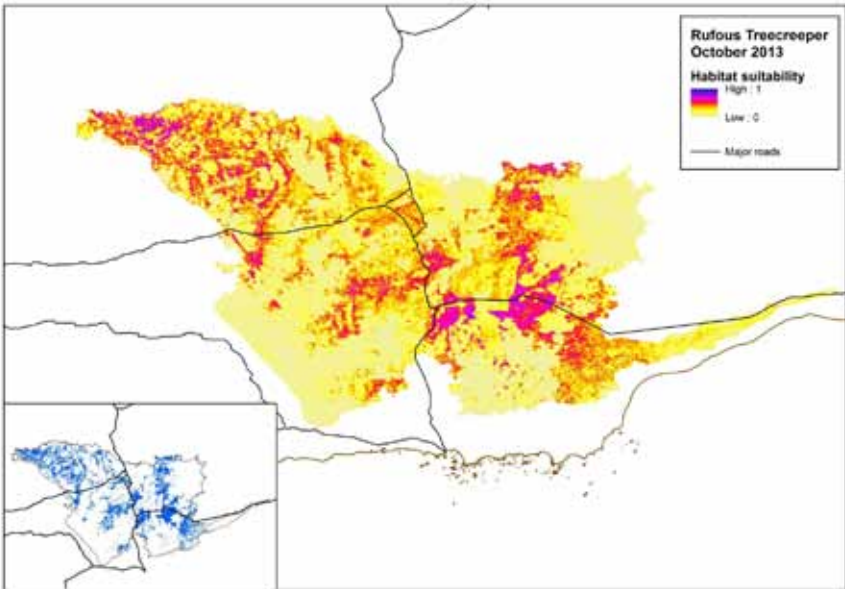 Rufous Treecreeper
October 2013
Habitat suitability
High : 1
Low : 0
Major roads